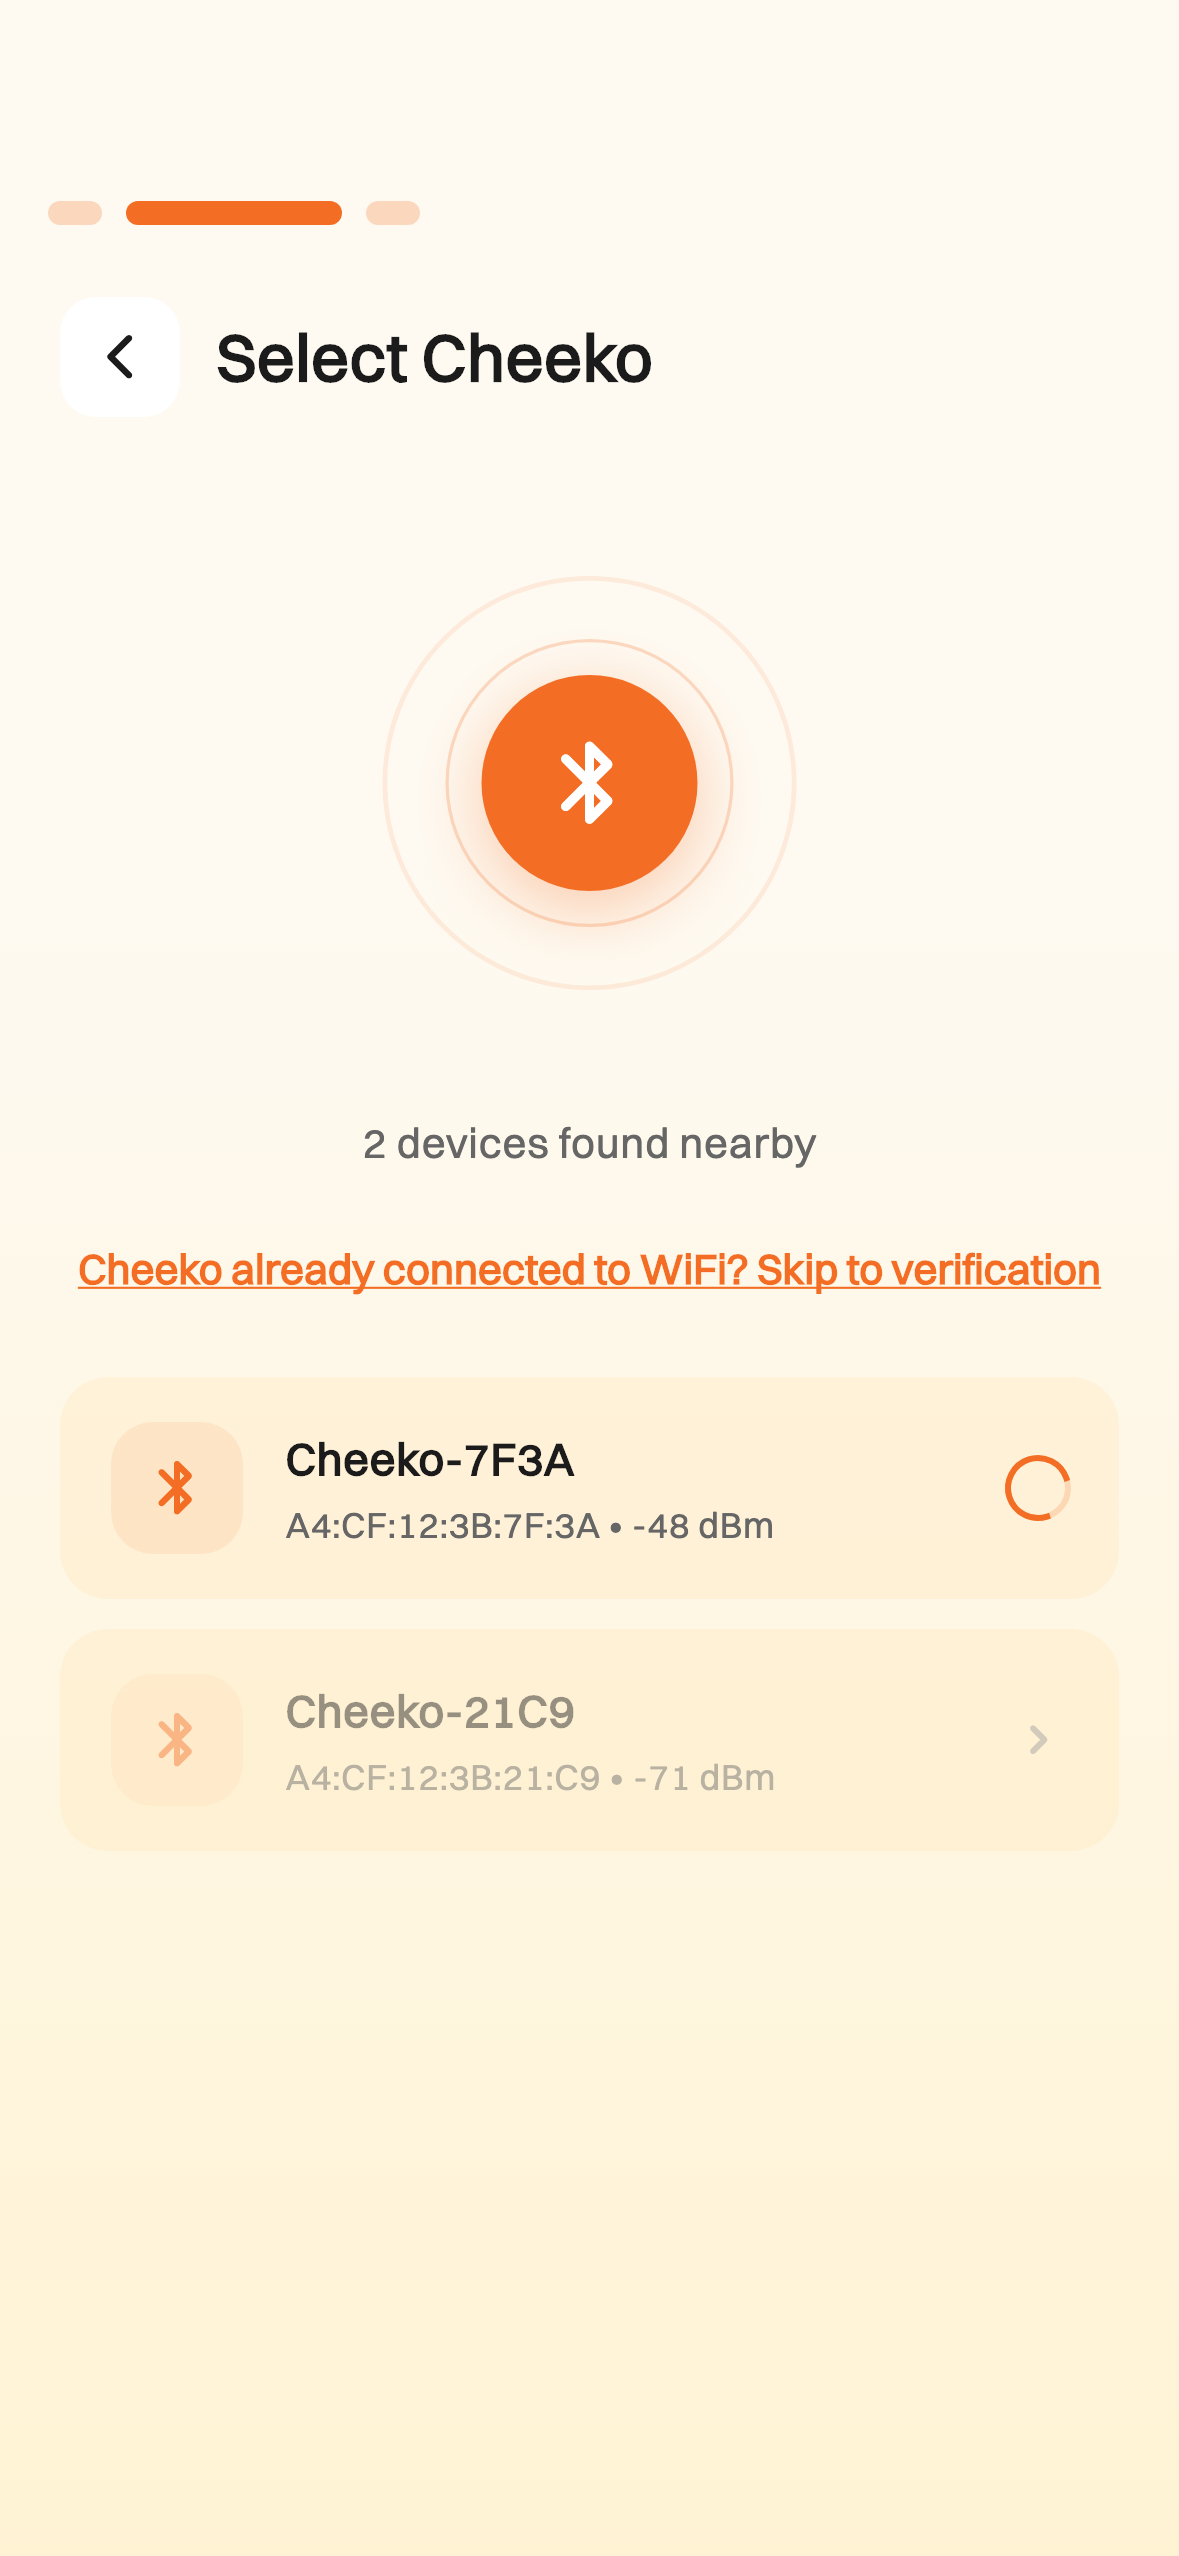 Select Cheeko
2 devices found nearby
Cheeko already connected to WiFi? Skip to verification
Cheeko-7F3A
A4:CF:12:3B:7F:3A • -48 dBm
Cheeko-21C9
A4:CF:12:3B:21:C9 • -71 dBm